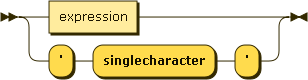 expression
' singlecharacter '